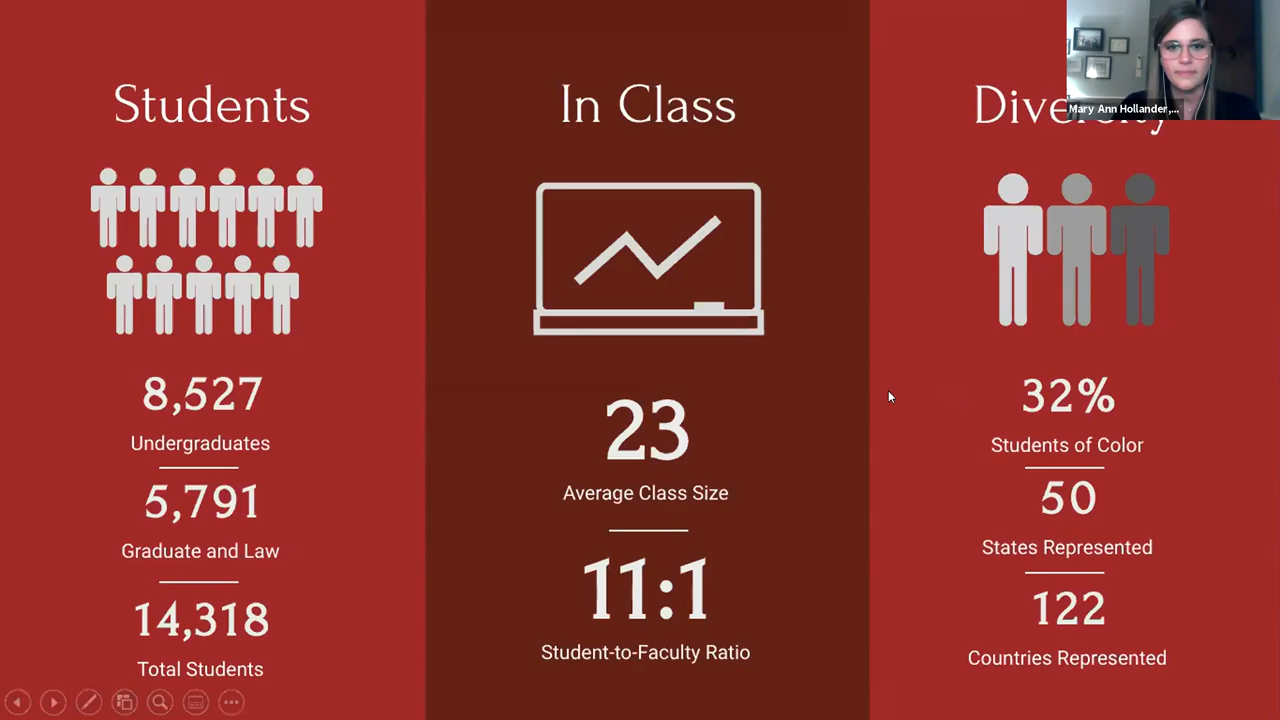 Students
8,527
Undergraduates
5,791
Graduate and Law
14,318
Total Students
In Class
23
Average Class Size
11:1
Student-to-Faculty Ratio
Diversity
32%
Students of Color
50
States Represented
122
Countries Represented
Mary Ann Hollander,...